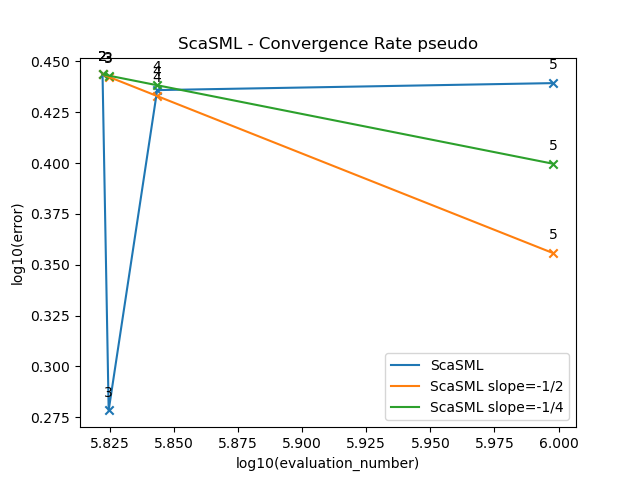 ScaSML - Convergence Rate pseudo
2
3
3
4
4
4
5
5
5
log10(error)
0.450
0.425
0.400
0.375
0.350
0.325
0.300
0.275
ScaSML
ScaSML slope=-1/2
ScaSML slope=-1/4
5.825 5.850 5.875 5.900 5.925 5.950 5.975 6.000
log10(evaluation_number)